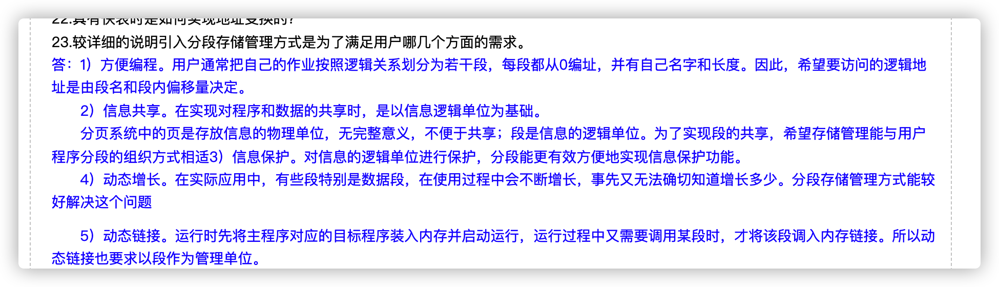 22.具有快表时是如何实现地址变换的?
23.较详细的说明引入分段存储管理方式是为了满足用户哪几个方面的需求。
答：1）方便编程。用户通常把自己的作业按照逻辑关系划分为若干段，每段都从0编址，并有自己名字和长度。因此，希望要访问的逻辑地
址是由段名和段内偏移量决定。
2）信息共享。在实现对程序和数据的共享时，是以信息逻辑单位为基础。
分页系统中的页是存放信息的物理单位，无完整意义，不便于共享；段是信息的逻辑单位。为了实现段的共享，希望存储管理能与用户
程序分段的组织方式相适3）信息保护。对信息的逻辑单位进行保护，分段能更有效方便地实现信息保护功能。
4）动态增长。在实际应用中，有些段特别是数据段，在使用过程中会不断增长，事先又无法确切知道增长多少。分段存储管理方式能较
好解决这个问题
5）动态链接。运行时先将主程序对应的目标程序装入内存并启动运行，运行过程中又需要调用某段时，才将该段调入内存链接。所以动
态链接也要求以段作为管理单位。